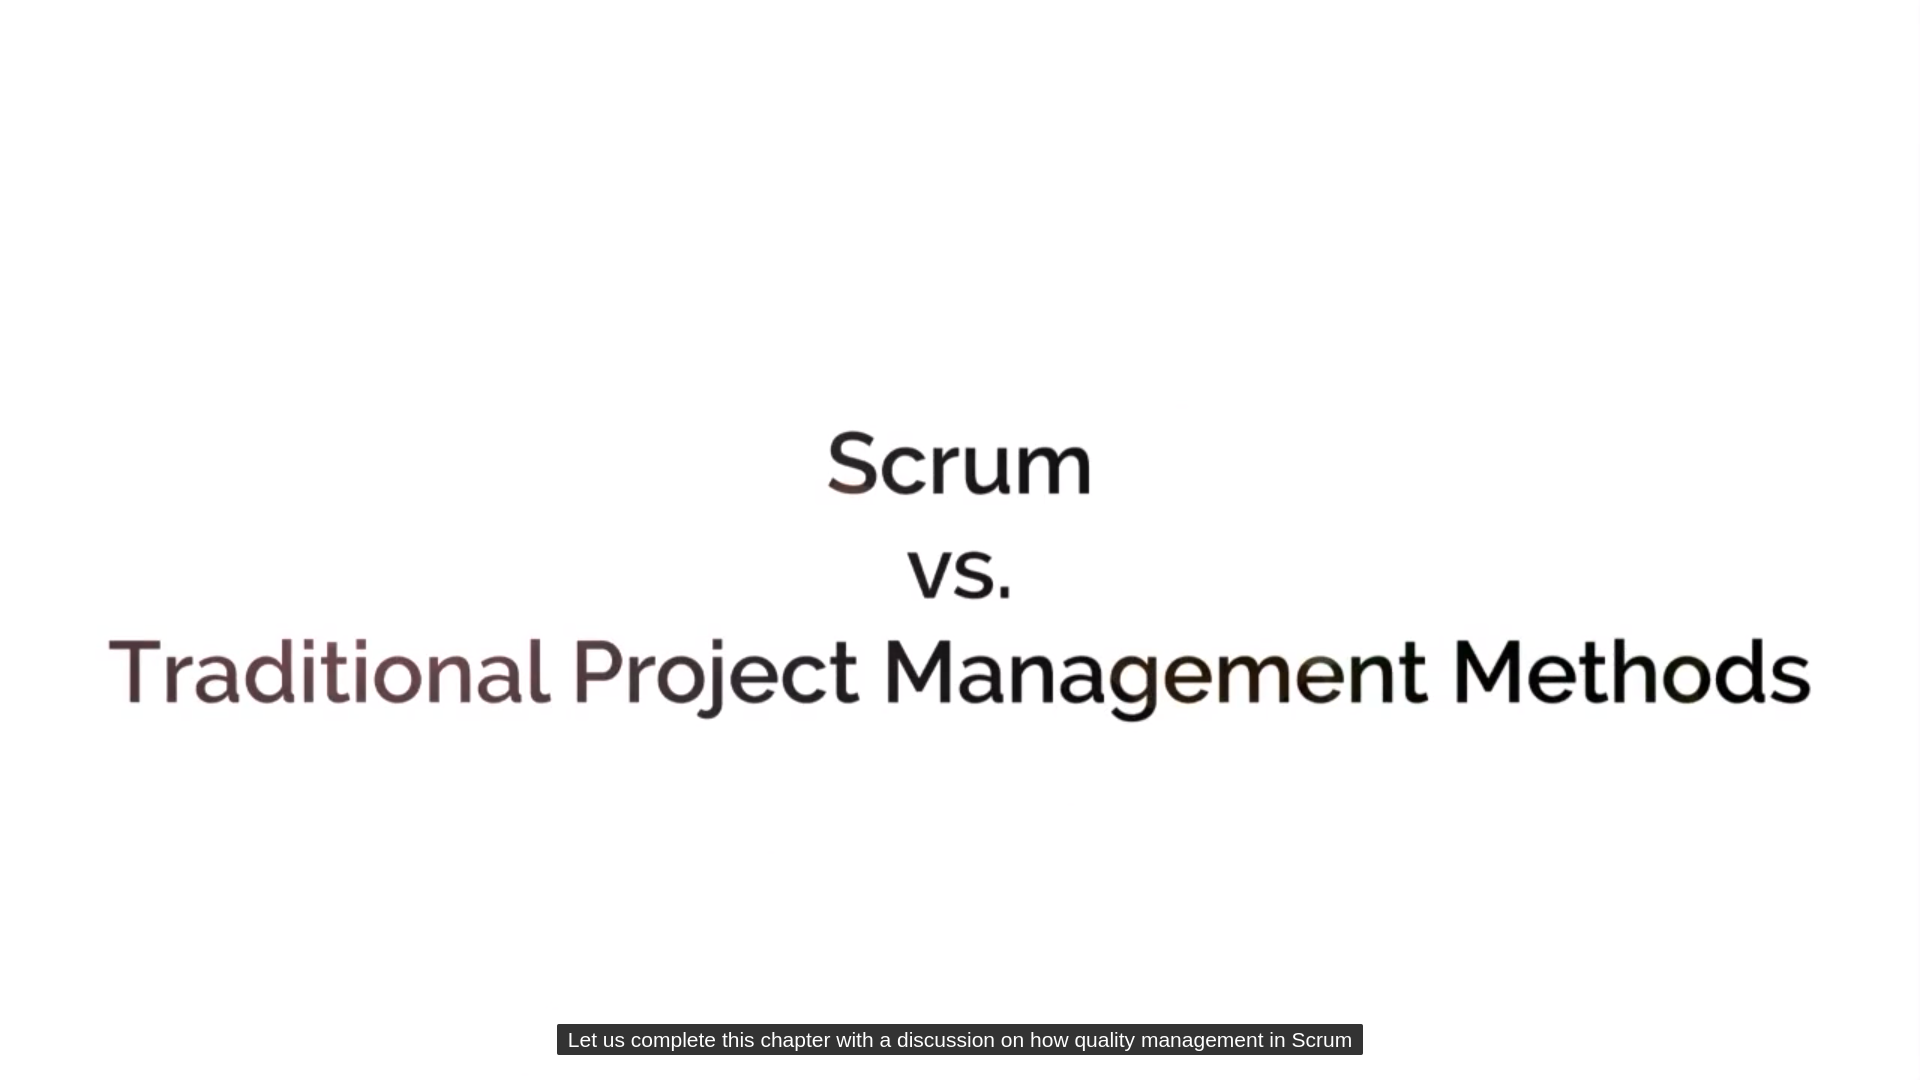 Scrum
vs.
Traditional Project Management Methods
Let us complete this chapter with a discussion on how quality management in Scrum